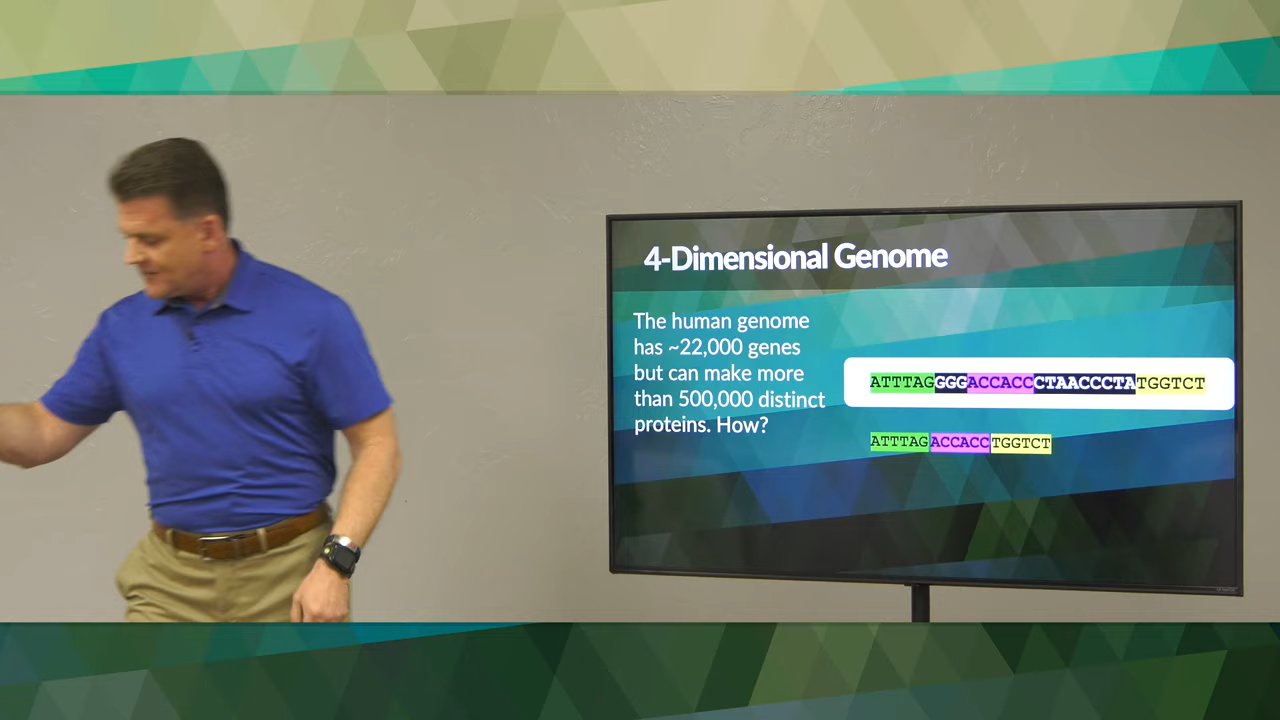 4-Dimensional Genome
The human genome
has ~22,000 genes
but can make more
than 500,000 distinct
proteins. How?
ATTTAGGGGACCACCCTAACCCTATGGTCT
ATTTAGACCACCTGGTCT